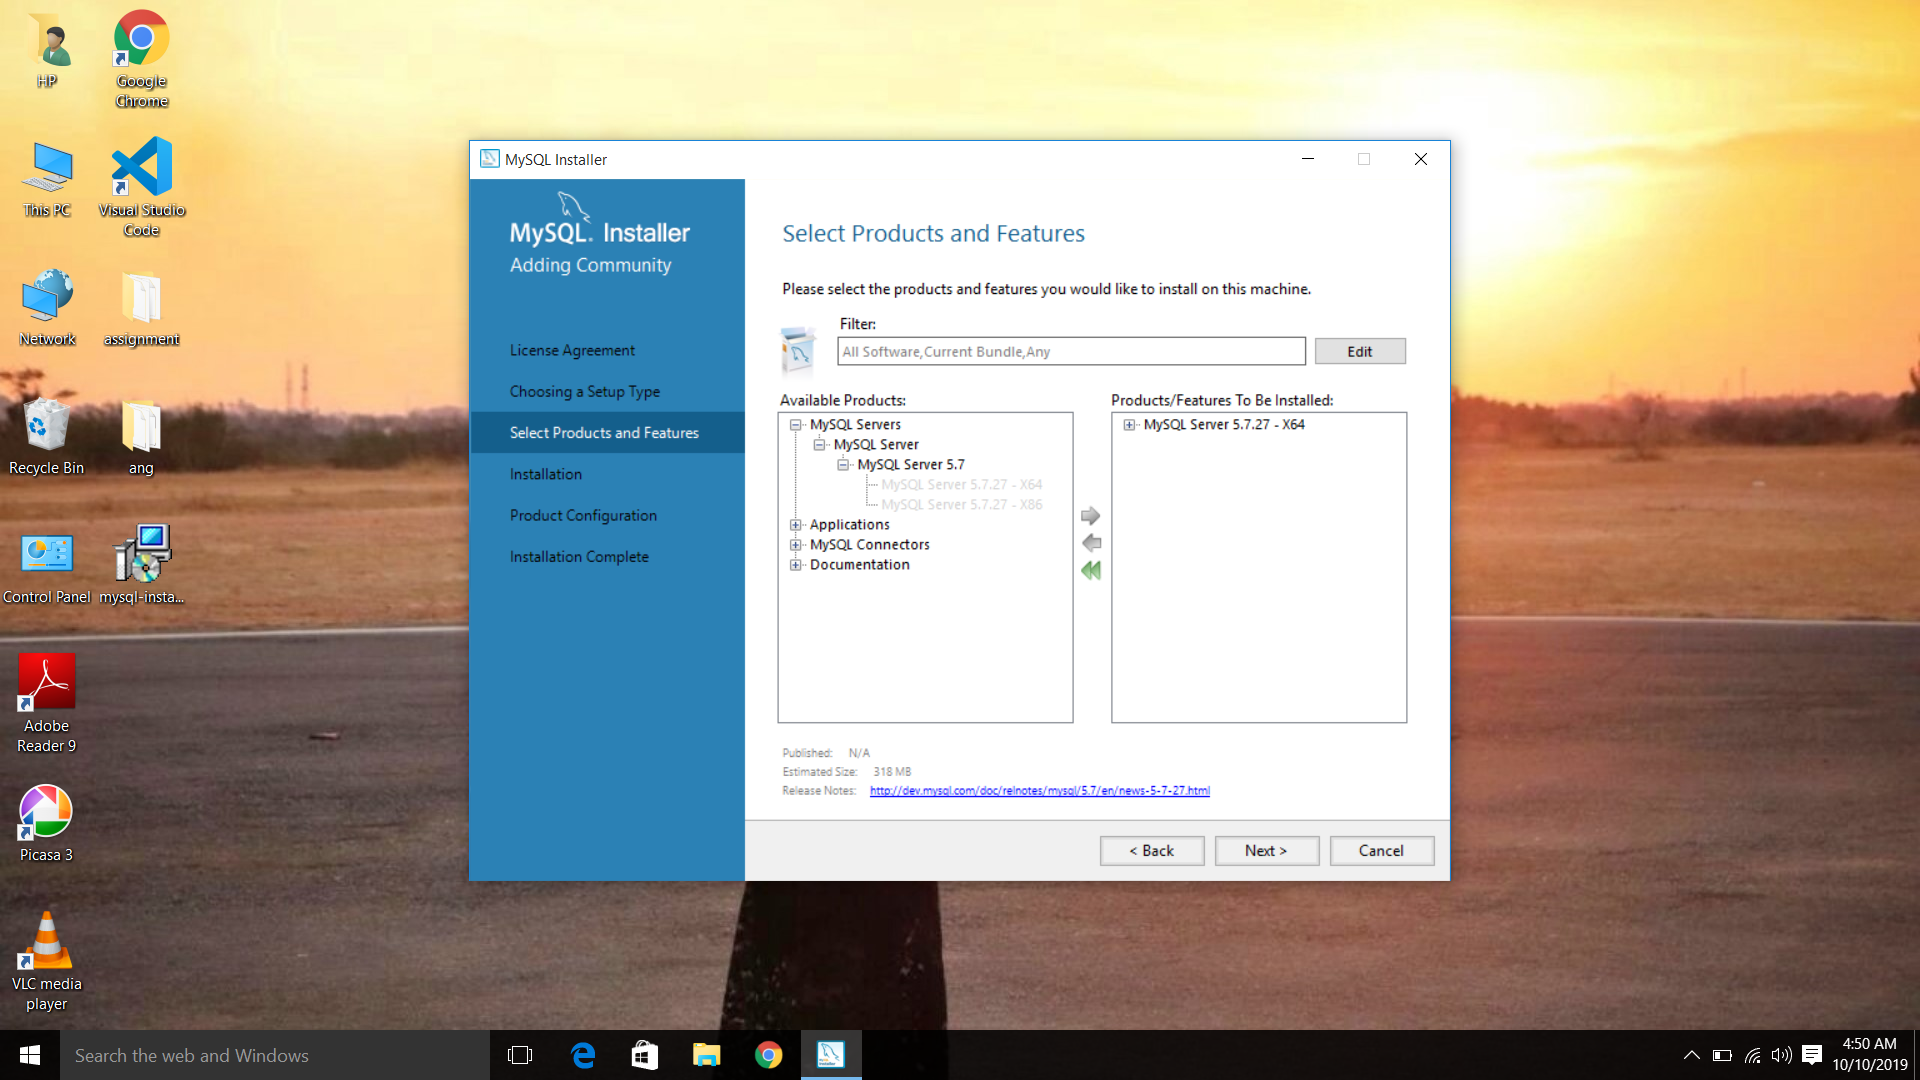 HP
Google
Chrome
This PC
Visual Studio
Code
Network
assignment
Recycle Bin
ang
Control Panel
mysql-insta...
Adobe
Reader 9
Picasa 3
VLC media
player
MySQL Installer
MySQL. Installer
Adding Community
License Agreement
Choosing a Setup Type
Select Products and Features
Installation
Product Configuration
Installation Complete
Select Products and Features
Please select the products and features you would like to install on this machine.
Filter:
All Software,Current Bundle,Any
Edit
Available Products:
MySQL Servers
MySQL Server
MySQL Server 5.7
MySQL Server 5.7.27 - X64
MySQL Server 5.7.27 - X86
Applications
MySQL Connectors
Documentation
Products/Features To Be Installed:
MySQL Server 5.7.27 - X64
Published: N/A
Estimated Size: 318 MB
Release Notes: http://dev.mysql.com/doc/relnotes/mysql/5.7/en/news-5-7-27.html
< Back
Next >
Cancel
Search the web and Windows
4:50 AM
10/10/2019